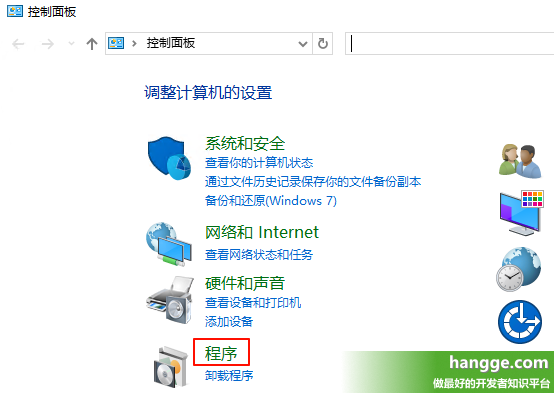 控制面板
控制面板
调整计算机的设置
系统和安全
查看你的计算机状态
通过文件历史记录保存你的文件备份副本
备份和还原(Windows 7)
网络和 Internet
查看网络状态和任务
硬件和声音
查看设备和打印机
添加设备
程序
卸载程序
hangge.com
做最好的开发者知识平台